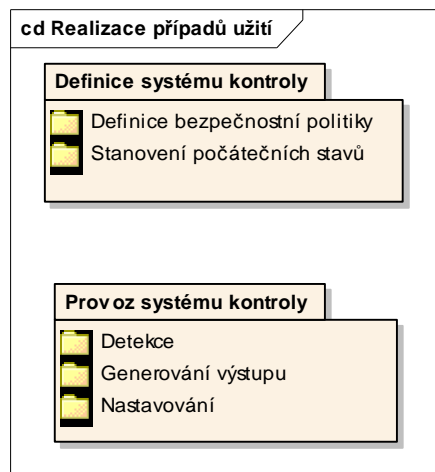 cd Realizace případů užití
Definice systému kontroly
Definice bezpečnostní politiky
Stanovení počátečních stavů
Provoz systému kontroly
Detekce
Generování výstupu
Nastavování